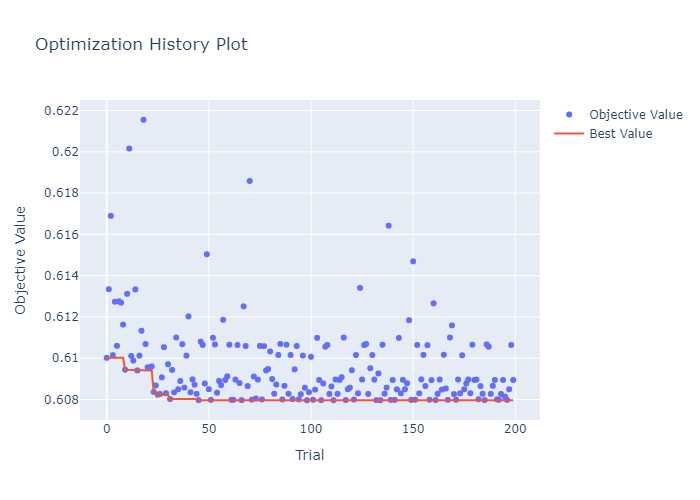 Optimization History Plot
Objective Value
Best Value
0.622
0.62
0.618
0.616
0.614
0.612
0.61
0.608
Objective Value
0
50
100
150
200
Trial